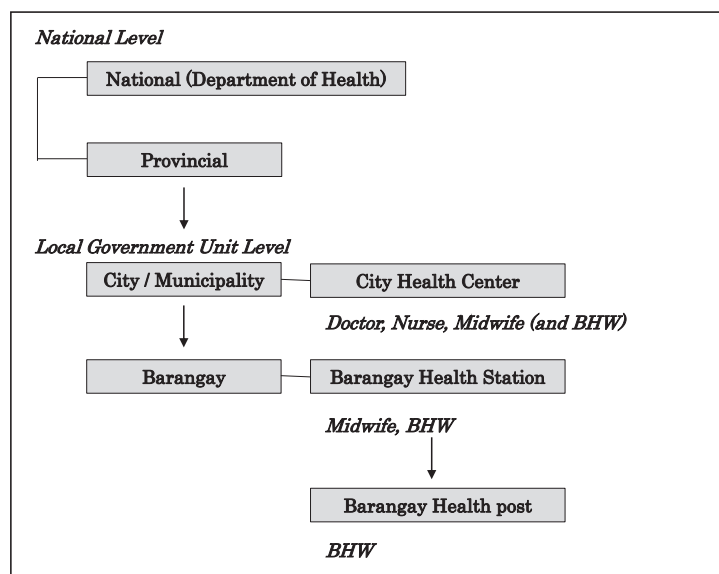 National Level
National (Department of Health)
Provincial
Local Government Unit Level
City / Municipality
City Health Center
Doctor, Nurse, Midwife (and BHW)
Barangay
Barangay Health Station
Midwife, BHW
Barangay Health post
BHW